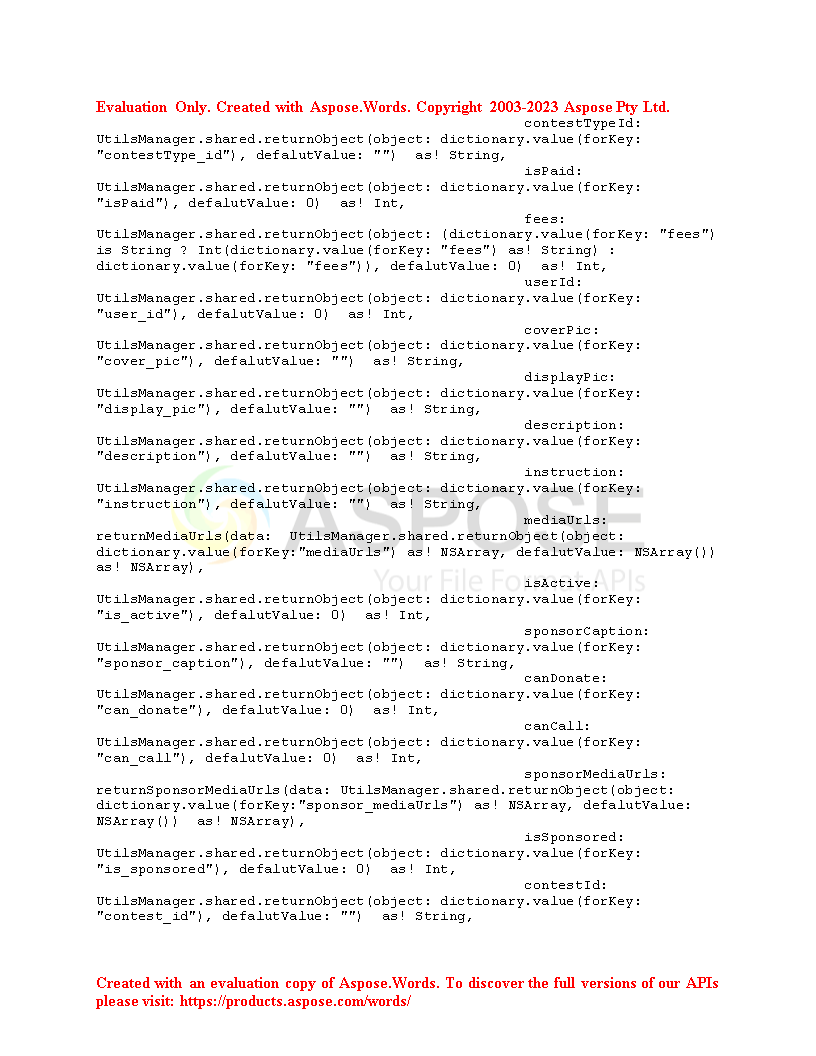 Evaluation Only. Created with Aspose.Words. Copyright 2003-2023 Aspose Pty Ltd.
contestTypeId:
UtilsManager.shared.returnObject(object: dictionary.value(forKey:
"contestType_id"), defalutValue: "")  as! String,
isPaid:
UtilsManager.shared.returnObject(object: dictionary.value(forKey:
"isPaid"), defalutValue: 0)  as! Int,
fees:
UtilsManager.shared.returnObject(object: (dictionary.value(forKey: "fees")
is String ? Int(dictionary.value(forKey: "fees") as! String) :
dictionary.value(forKey: "fees")), defalutValue: 0)  as! Int,
userId:
UtilsManager.shared.returnObject(object: dictionary.value(forKey:
"user_id"), defalutValue: 0)  as! Int,
coverPic:
UtilsManager.shared.returnObject(object: dictionary.value(forKey:
"cover_pic"), defalutValue: "")  as! String,
displayPic:
UtilsManager.shared.returnObject(object: dictionary.value(forKey:
"display_pic"), defalutValue: "")  as! String,
description:
UtilsManager.shared.returnObject(object: dictionary.value(forKey:
"description"), defalutValue: "")  as! String,
instruction:
UtilsManager.shared.returnObject(object: dictionary.value(forKey:
"instruction"), defalutValue: "")  as! String,
ASPOSE
mediaUrls:
returnMediaUrls(data:  UtilsManager.shared.returnObject(object:
dictionary.value(forKey:"mediaUrls") as! NSArray, defalutValue: NSArray())
as! NSArray),
Your File Format APIs
isActive:
UtilsManager.shared.returnObject(object: dictionary.value(forKey:
"is_active"), defalutValue: 0)  as! Int,
sponsorCaption:
UtilsManager.shared.returnObject(object: dictionary.value(forKey:
"sponsor_caption"), defalutValue: "")  as! String,
canDonate:
UtilsManager.shared.returnObject(object: dictionary.value(forKey:
"can_donate"), defalutValue: 0)  as! Int,
canCall:
UtilsManager.shared.returnObject(object: dictionary.value(forKey:
"can_call"), defalutValue: 0)  as! Int,
sponsorMediaUrls:
returnSponsorMediaUrls(data: UtilsManager.shared.returnObject(object:
dictionary.value(forKey:"sponsor_mediaUrls") as! NSArray, defalutValue:
NSArray())  as! NSArray),
isSponsored:
UtilsManager.shared.returnObject(object: dictionary.value(forKey:
"is_sponsored"), defalutValue: 0)  as! Int,
contestId:
UtilsManager.shared.returnObject(object: dictionary.value(forKey:
"contest_id"), defalutValue: "")  as! String,
Created with an evaluation copy of Aspose.Words. To discover the full versions of our APIs
please visit: https://products.aspose.com/words/